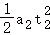 ½ a₂ t₂²